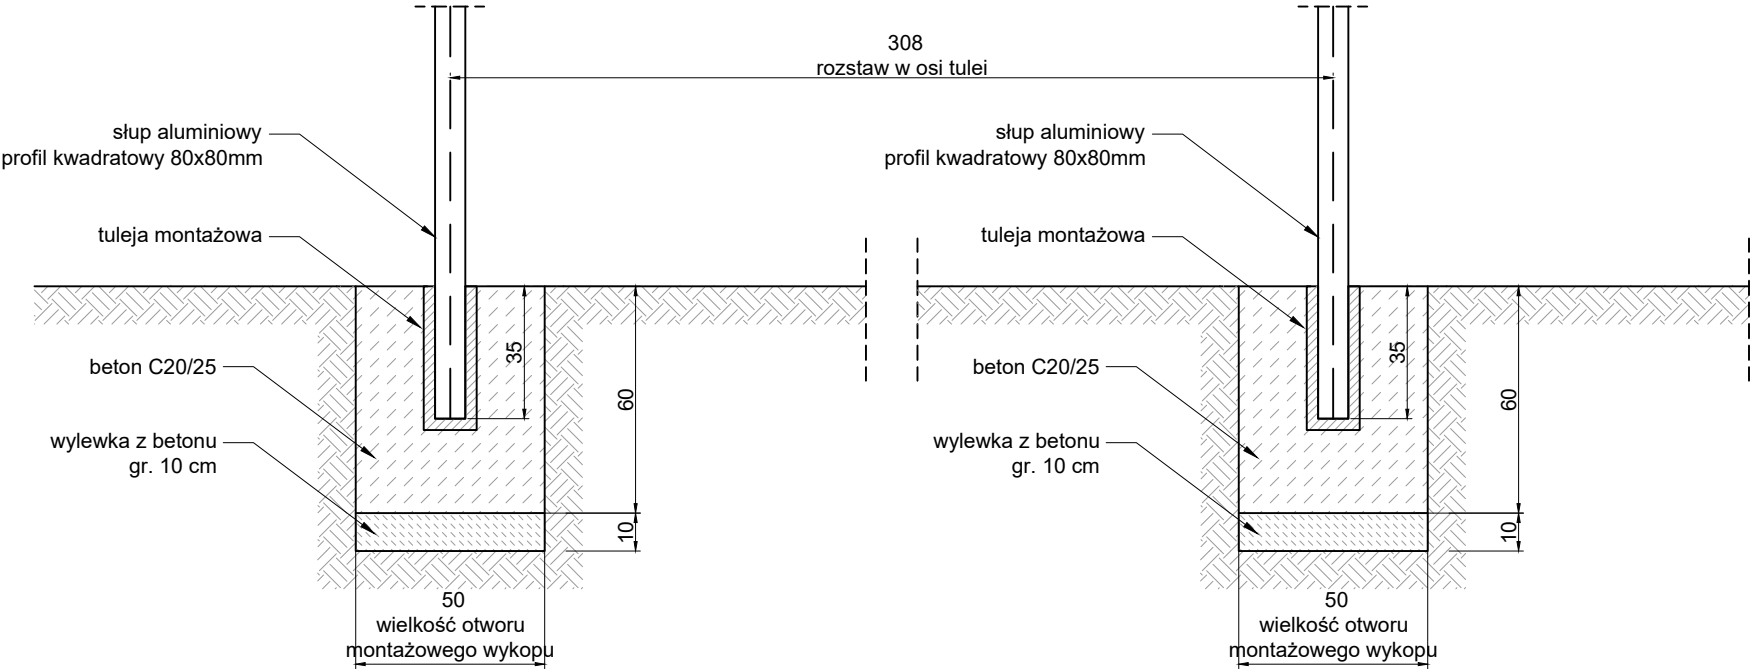 308
rozstaw w osi tulei
słup aluminiowy
profil kwadratowy 80x80mm
tuleja montażowa
beton C20/25
wylewka z betonu
gr. 10 cm
35
60
10
50
wielkość otworu
montażowego wykopu
słup aluminiowy
profil kwadratowy 80x80mm
tuleja montażowa
beton C20/25
wylewka z betonu
gr. 10 cm
35
60
10
50
wielkość otworu
montażowego wykopu